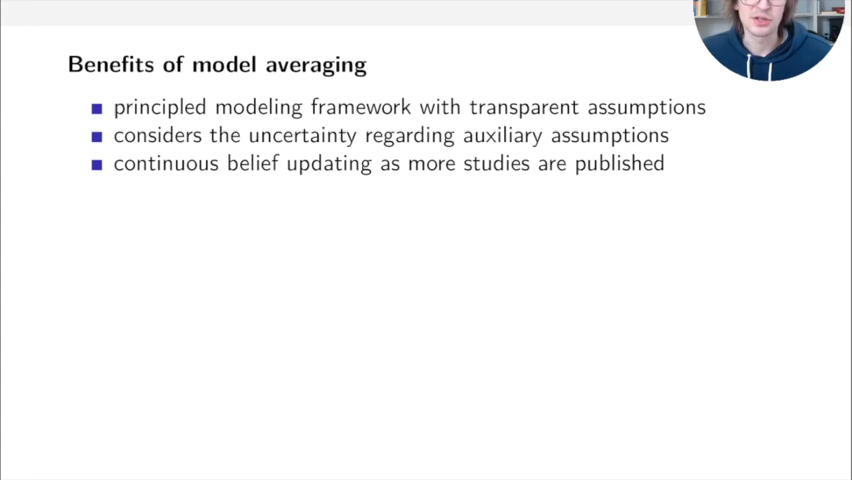 Benefits of model averaging
principled modeling framework with transparent assumptions
considers the uncertainty regarding auxiliary assumptions
continuous belief updating as more studies are published